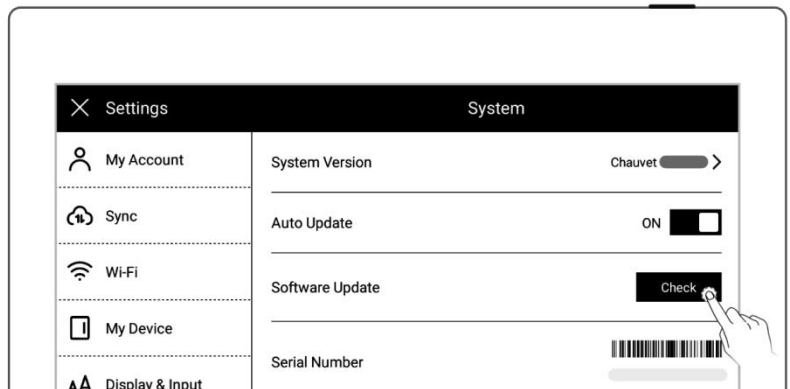 Settings
System
My Account
System Version
Chauvet
Sync
Auto Update
ON
Wi-Fi
Software Update
Check
My Device
Serial Number
Display & Input